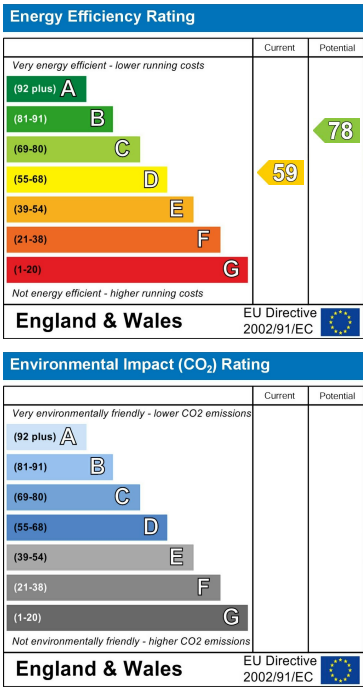 Energy Efficiency Rating
Current Potential
Very energy efficient - lower running costs
(92 plus) A
(81-91) B
(69-80) C
(55-68) D
(39-54) E
(21-38) F
(1-20) G
59
78
Not energy efficient - higher running costs
England & Wales
EU Directive
2002/91/EC
Environmental Impact (CO₂) Rating
Current Potential
Very environmentally friendly - lower CO2 emissions
(92 plus) A
(81-91) B
(69-80) C
(55-68) D
(39-54) E
(21-38) F
(1-20) G
Not environmentally friendly - higher CO2 emissions
England & Wales
EU Directive
2002/91/EC